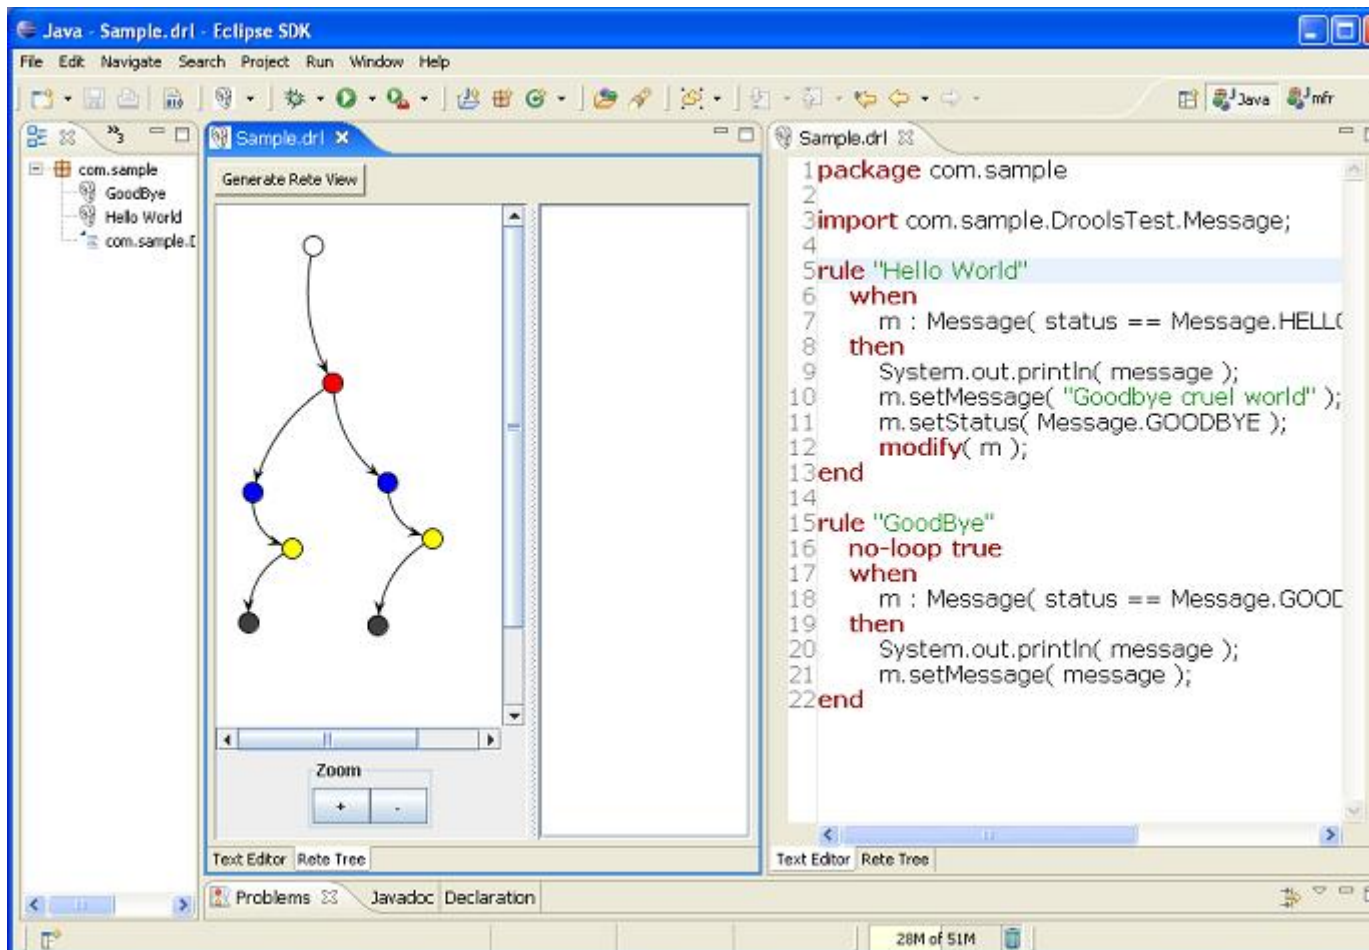 Java - Sample.drl - Eclipse SDK
File Edit Navigate Search Project Run Window Help
Java mfr
3
com.sample
GoodBye
Hello World
com.sample.D
Sample.drl
Generate Rete View
Zoom
+ -
Text Editor Rete Tree
Sample.drl
1 package com.sample
2
3 import com.sample.DroolsTest.Message;
4
5 rule "Hello World"
6 when
7 m : Message( status == Message.HELLO
8 then
9 System.out.println( message );
10 m.setMessage( "Goodbye cruel world" );
11 m.setStatus( Message.GOODBYE );
12 modify( m );
13 end
14
15 rule "GoodBye"
16 no-loop true
17 when
18 m : Message( status == Message.GOOD
19 then
20 System.out.println( message );
21 m.setMessage( message );
22 end
Text Editor Rete Tree
Problems Javadoc Declaration
28M of 51M